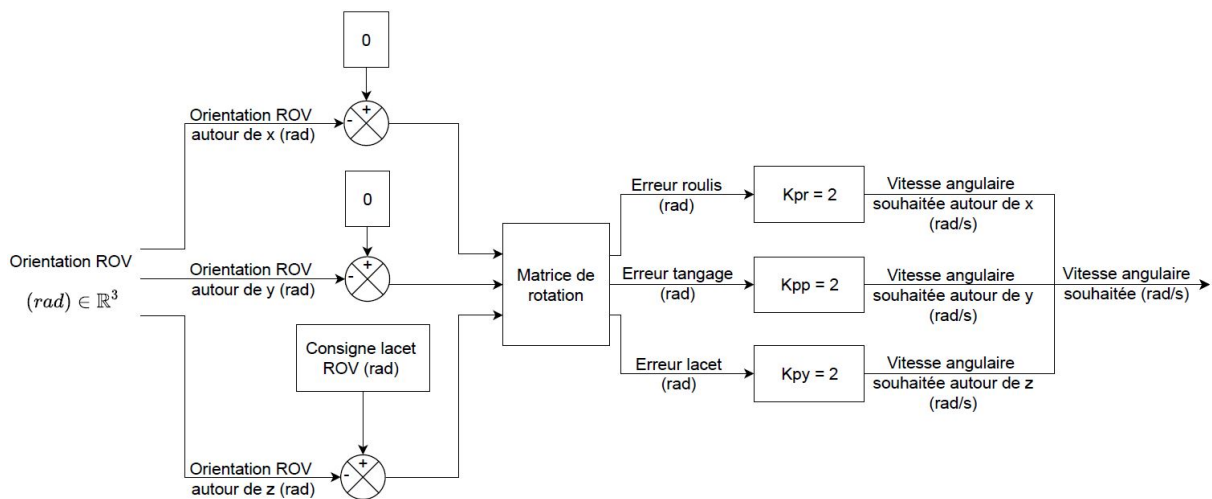 0
+
-
Orientation ROV
autour de x (rad)
0
+
-
Orientation ROV
autour de y (rad)
Orientation ROV
(rad) ∈ ℝ³
Consigne lacet
ROV (rad)
+
-
Orientation ROV
autour de z (rad)
Matrice de
rotation
Erreur roulis
(rad)
Kpr = 2
Vitesse angulaire
souhaitée autour de x
(rad/s)
Erreur tangage
(rad)
Kpp = 2
Vitesse angulaire
souhaitée autour de y
(rad/s)
Erreur lacet
(rad)
Kpy = 2
Vitesse angulaire
souhaitée autour de z
(rad/s)
Vitesse angulaire
souhaitée (rad/s)